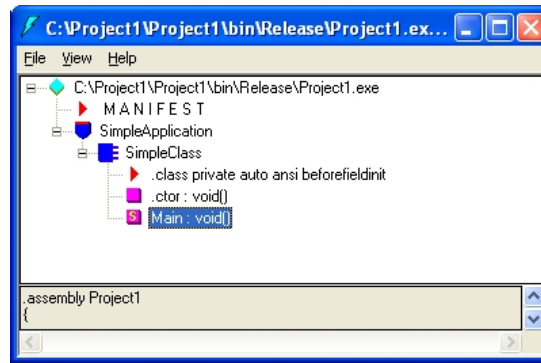 C:\Project1\Project1\bin\Release\Project1.ex...
File View Help
C:\Project1\Project1\bin\Release\Project1.exe
M A N I F E S T
SimpleApplication
SimpleClass
.class private auto ansi beforefieldinit
.ctor : void()
S Main : void()
.assembly Project1
{